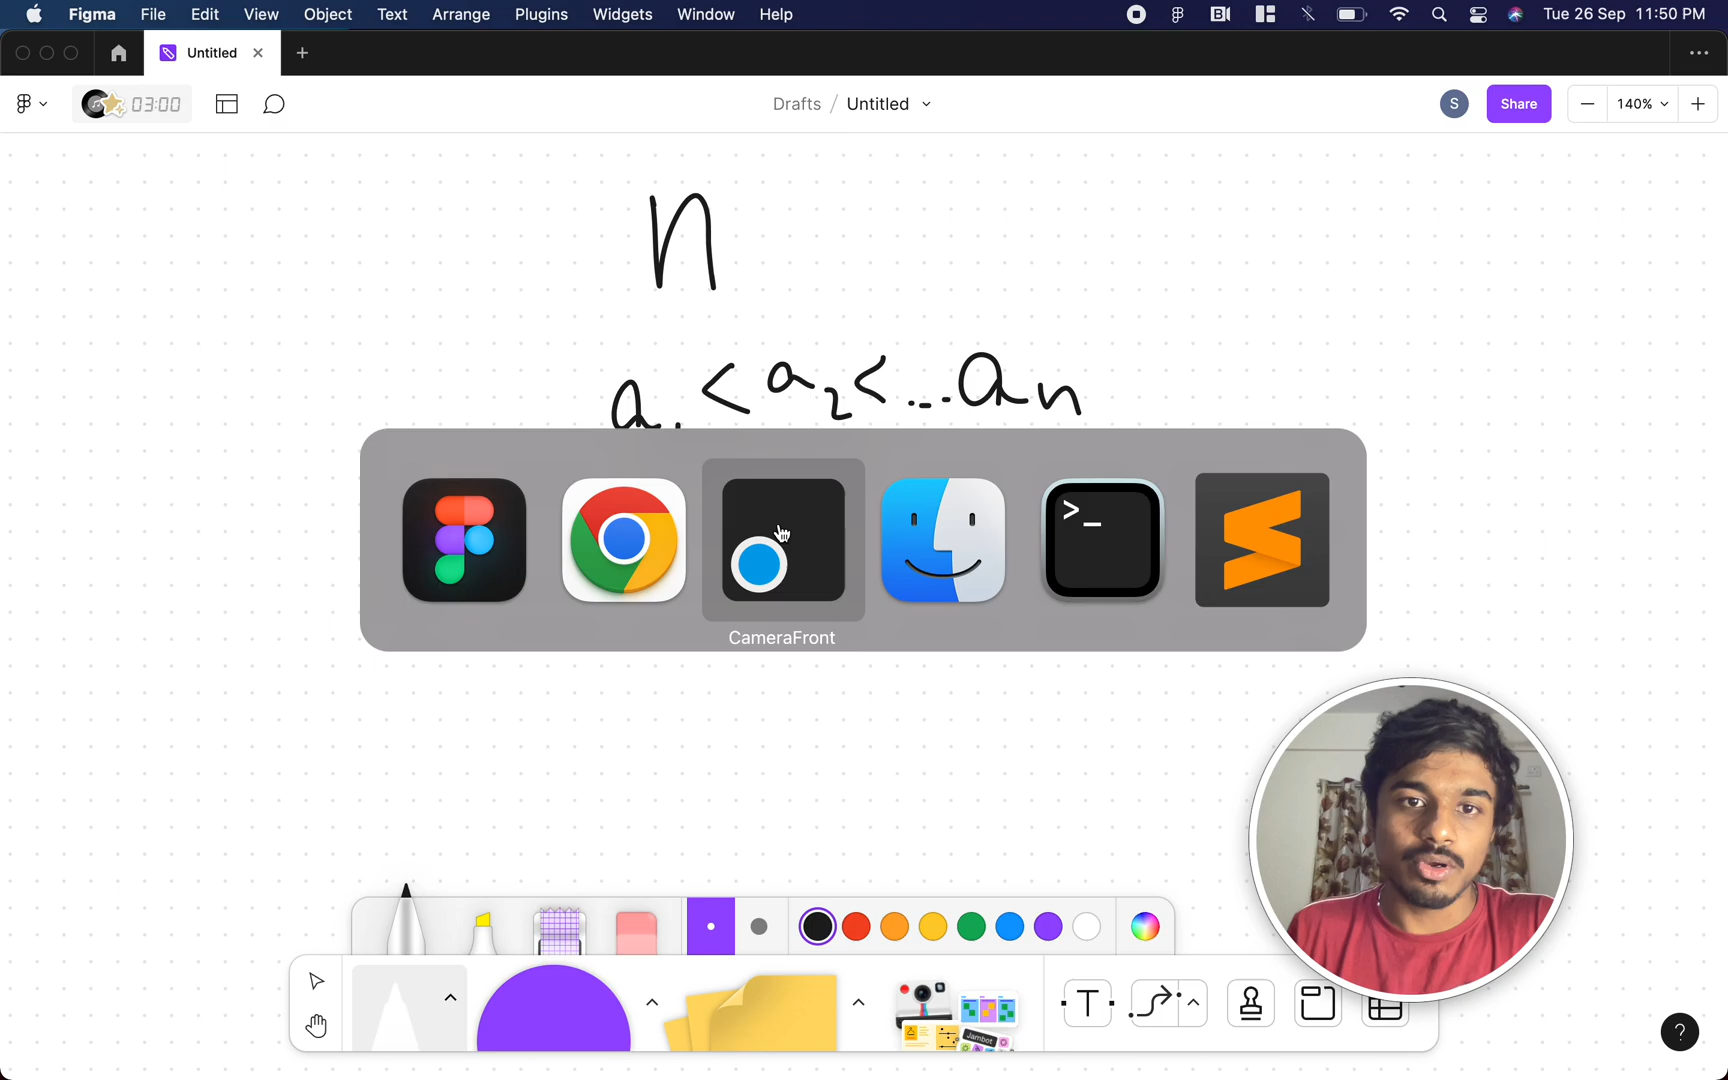 Figma File Edit View Object Text Arrange Plugins Widgets Window Help Tue 26 Sep 11:50 PM
Untitled
03:00 Drafts / Untitled S Share 140%
n
a1 < a2 < ... an
>_
CameraFront
T
Jambot
?